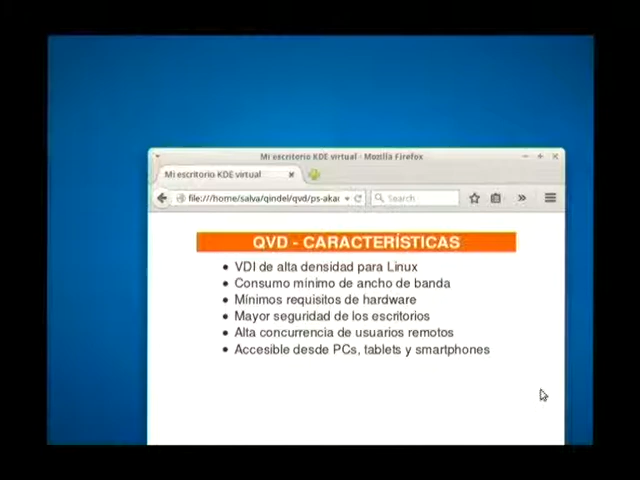 Mi escritorio KDE virtual - Mozilla Firefox
Mi escritorio KDE virtual
file:///home/salva/qindel/qvd/ps-akad
Search
QVD - CARACTERÍSTICAS
VDI de alta densidad para Linux
Consumo mínimo de ancho de banda
Mínimos requisitos de hardware
Mayor seguridad de los escritorios
Alta concurrencia de usuarios remotos
Accesible desde PCs, tablets y smartphones